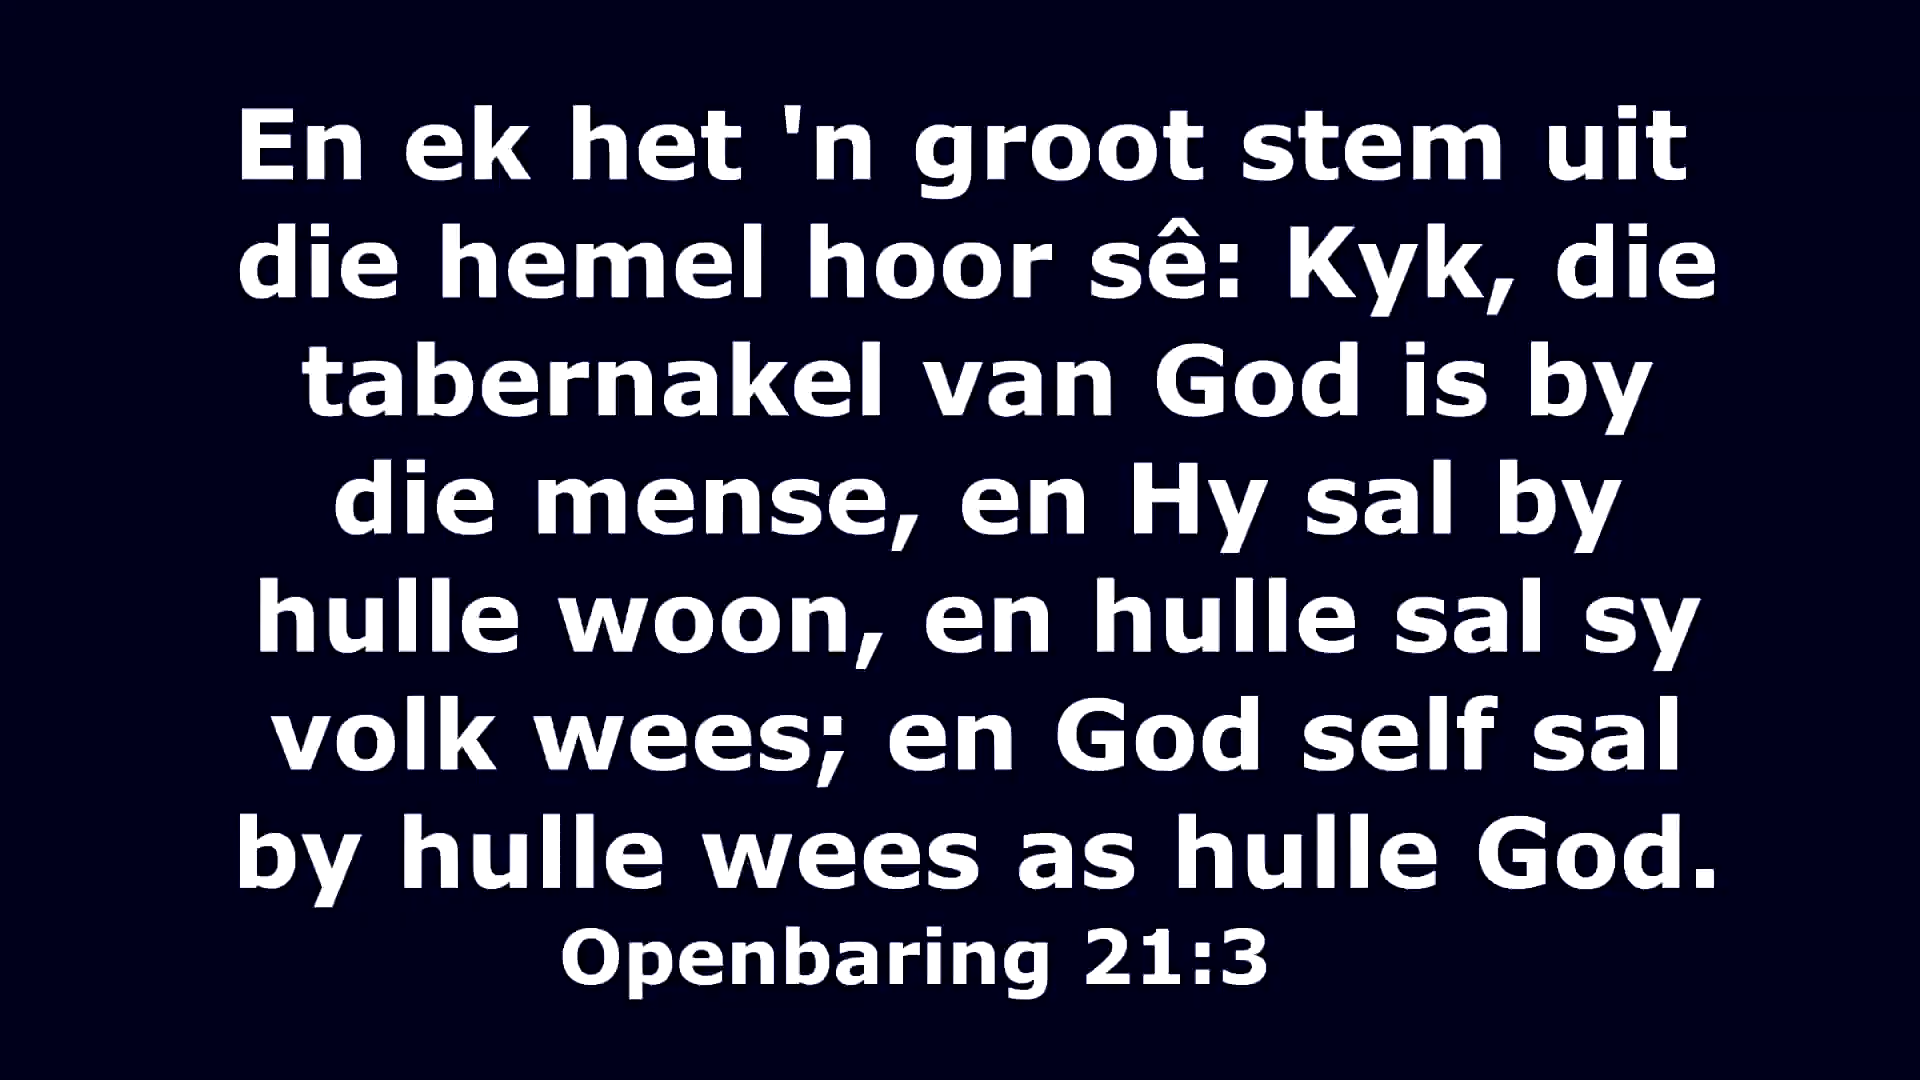 En ek het 'n groot stem uit
die hemel hoor sê: Kyk, die
tabernakel van God is by
die mense, en Hy sal by
hulle woon, en hulle sal sy
volk wees; en God self sal
by hulle wees as hulle God.
Openbaring 21:3